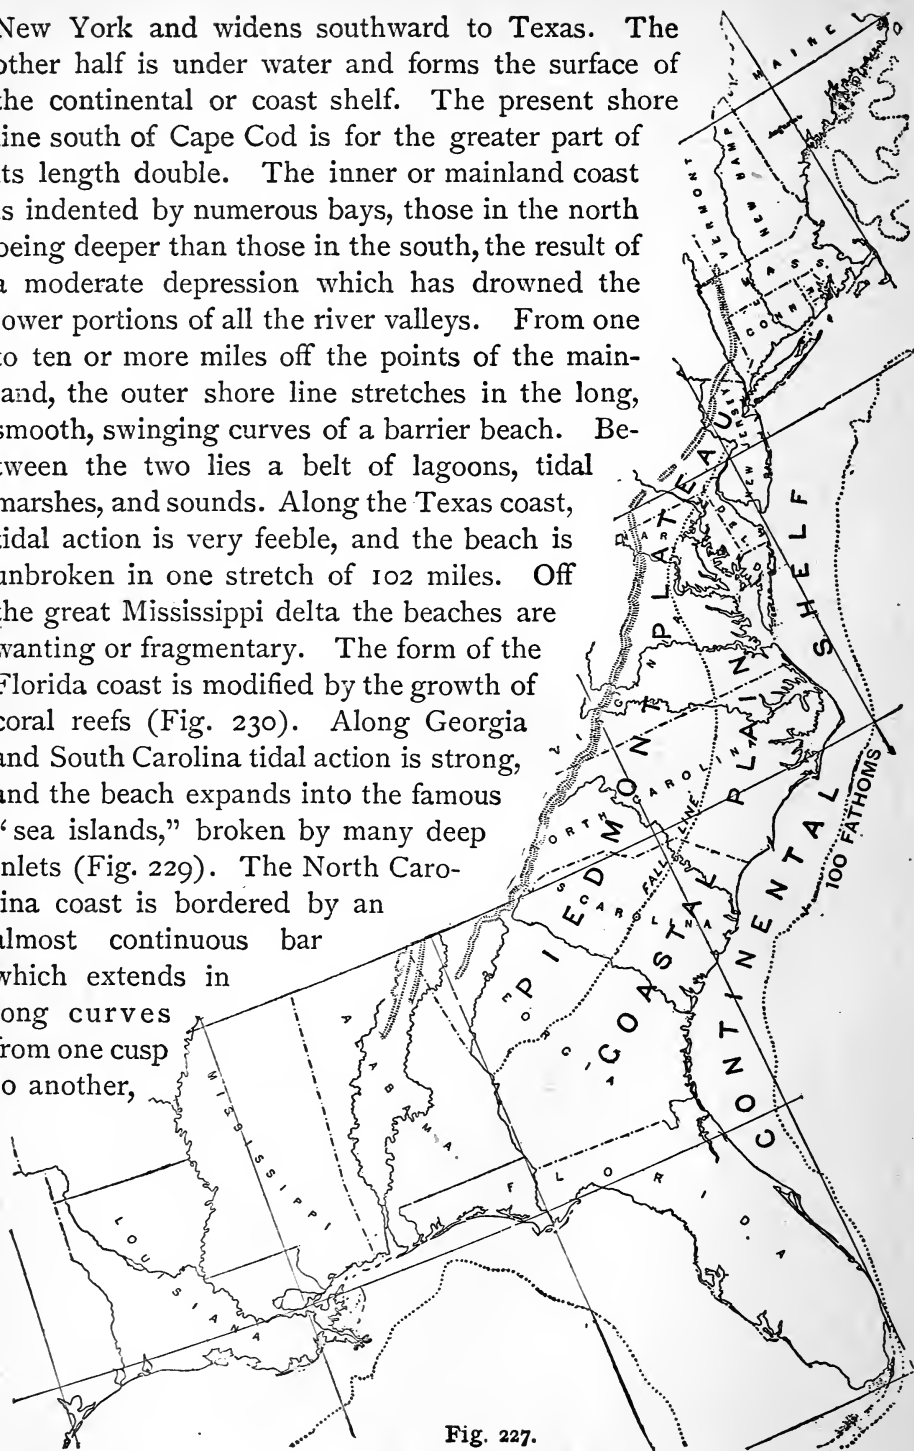 New York and widens southward to Texas. The
other half is under water and forms the surface of
the continental or coast shelf. The present shore
line south of Cape Cod is for the greater part of
its length double. The inner or mainland coast
is indented by numerous bays, those in the north
being deeper than those in the south, the result of
a moderate depression which has drowned the
lower portions of all the river valleys. From one
to ten or more miles off the points of the main-
land, the outer shore line stretches in the long,
smooth, swinging curves of a barrier beach. Be-
tween the two lies a belt of lagoons, tidal
marshes, and sounds. Along the Texas coast,
tidal action is very feeble, and the beach is
unbroken in one stretch of 102 miles. Off
the great Mississippi delta the beaches are
wanting or fragmentary. The form of the
Florida coast is modified by the growth of
coral reefs (Fig. 230). Along Georgia
and South Carolina tidal action is strong,
and the beach expands into the famous
“sea islands,” broken by many deep
inlets (Fig. 229). The North Caro-
lina coast is bordered by an
almost continuous bar
which extends in
long curves
from one cusp
to another,
MAINE
VERMONT
NEW HAMP
MASS
CONN
R I
NEW JERSEY
DEL
NORTH CAROLINA
S CAROLINA
GEORGIA
FLORIDA
ALABAMA
MISSISSIPPI
LOUISIANA
PIEDMONT PLATEAU
FALL LINE
COASTAL PLAIN
CONTINENTAL SHELF
100 FATHOMS
Fig. 227.